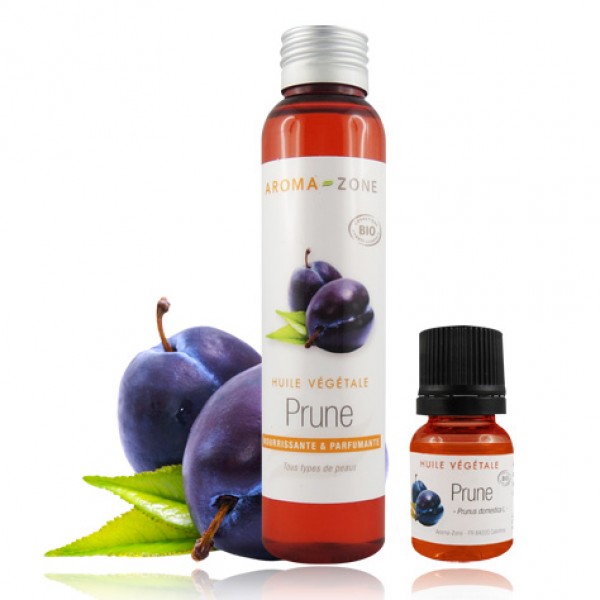 AROMA-ZONE
BIO
HUILE VÉGÉTALE
Prune
NOURRISSANTE & PARFUMANTE
Tous types de peaux
HUILE VÉGÉTALE
BIO
Prune
- Prunus domestica L.